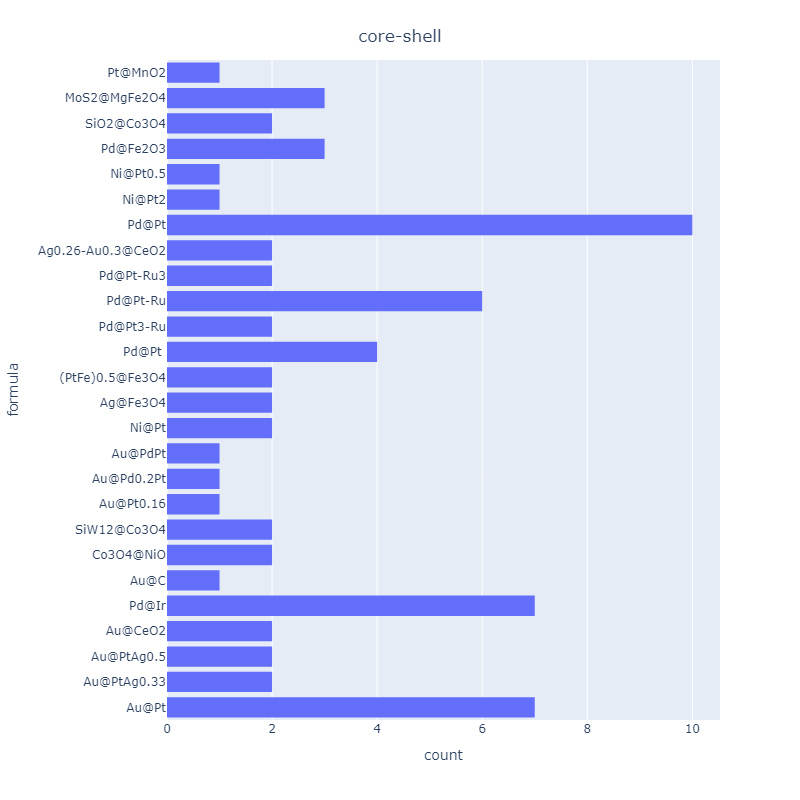 core-shell
Pt@MnO2
MoS2@MgFe2O4
SiO2@Co3O4
Pd@Fe2O3
Ni@Pt0.5
Ni@Pt2
Pd@Pt
Ag0.26-Au0.3@CeO2
Pd@Pt-Ru3
Pd@Pt-Ru
Pd@Pt3-Ru
Pd@Pt
(PtFe)0.5@Fe3O4
Ag@Fe3O4
Ni@Pt
Au@PdPt
Au@Pd0.2Pt
Au@Pt0.16
SiW12@Co3O4
Co3O4@NiO
Au@C
Pd@Ir
Au@CeO2
Au@PtAg0.5
Au@PtAg0.33
Au@Pt
0 2 4 6 8 10
count
formula